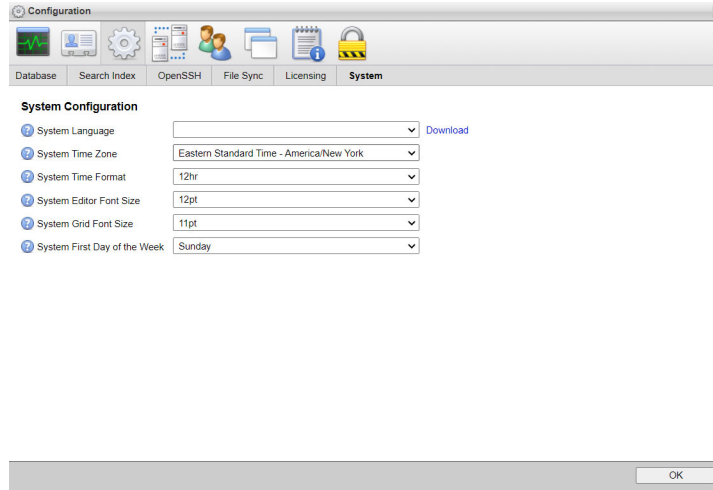 Configuration
Database Search Index OpenSSH File Sync Licensing System
System Configuration
System Language Download
System Time Zone Eastern Standard Time - America/New York
System Time Format 12hr
System Editor Font Size 12pt
System Grid Font Size 11pt
System First Day of the Week Sunday
OK